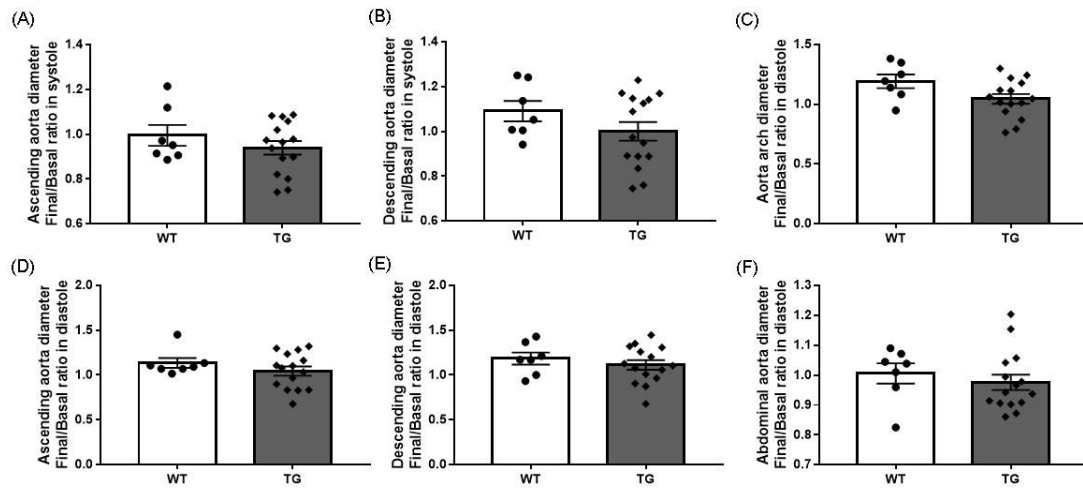 (A)
Ascending aorta diameter
Final/Basal ratio in systole
1.4
1.2
1.0
0.8
0.6
WT
TG
(B)
Descending aorta diameter
Final/Basal ratio in systole
1.4
1.2
1.0
0.8
0.6
WT
TG
(C)
Aorta arch diameter
Final/Basal ratio in diastole
1.5
1.0
0.5
0.0
WT
TG
(D)
Ascending aorta diameter
Final/Basal ratio in diastole
2.0
1.5
1.0
0.5
0.0
WT
TG
(E)
Descending aorta diameter
Final/Basal ratio in diastole
2.0
1.5
1.0
0.5
0.0
WT
TG
(F)
Abdominal aorta diameter
Final/Basal ratio in diastole
1.3
1.2
1.1
1.0
0.9
0.8
0.7
WT
TG